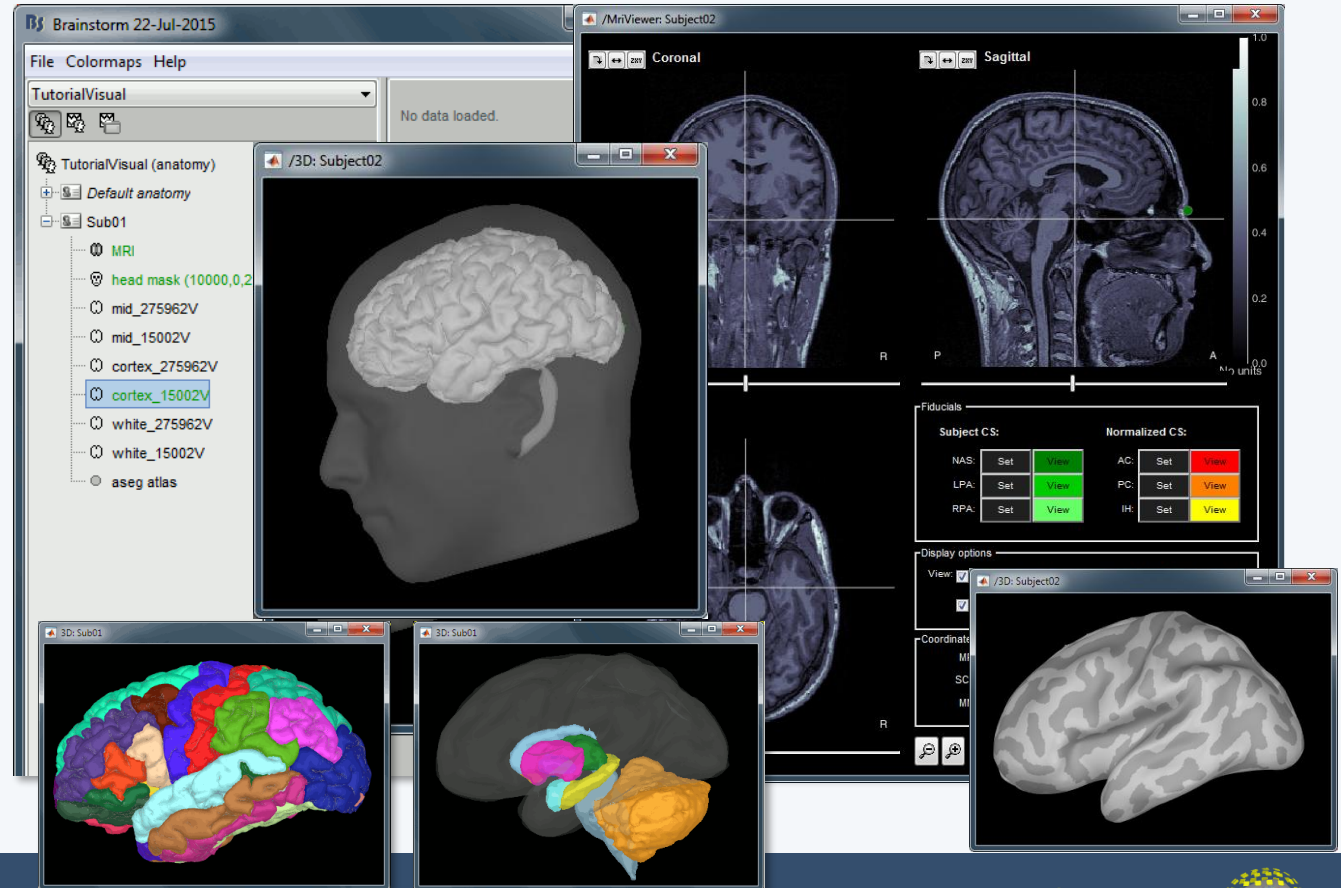 Brainstorm 22-Jul-2015
File Colormaps Help
TutorialVisual
No data loaded.
TutorialVisual (anatomy)
Default anatomy
Sub01
MRI
head mask (10000,0,2
mid_275962V
mid_15002V
cortex_275962V
cortex_15002V
white_275962V
white_15002V
aseg atlas
/3D: Subject02
/MriViewer: Subject02
ZXY
Coronal
ZXY
Sagittal
1.0
0.8
0.6
0.4
0.2
0.0
No units
R
P
A
R
Fiducials
Subject CS:
Normalized CS:
NAS: Set View
AC: Set View
LPA: Set View
PC: Set View
RPA: Set View
IH: Set View
Display options
View:
Coordinate
SC
3D: Sub01
3D: Sub01
/3D: Subject02